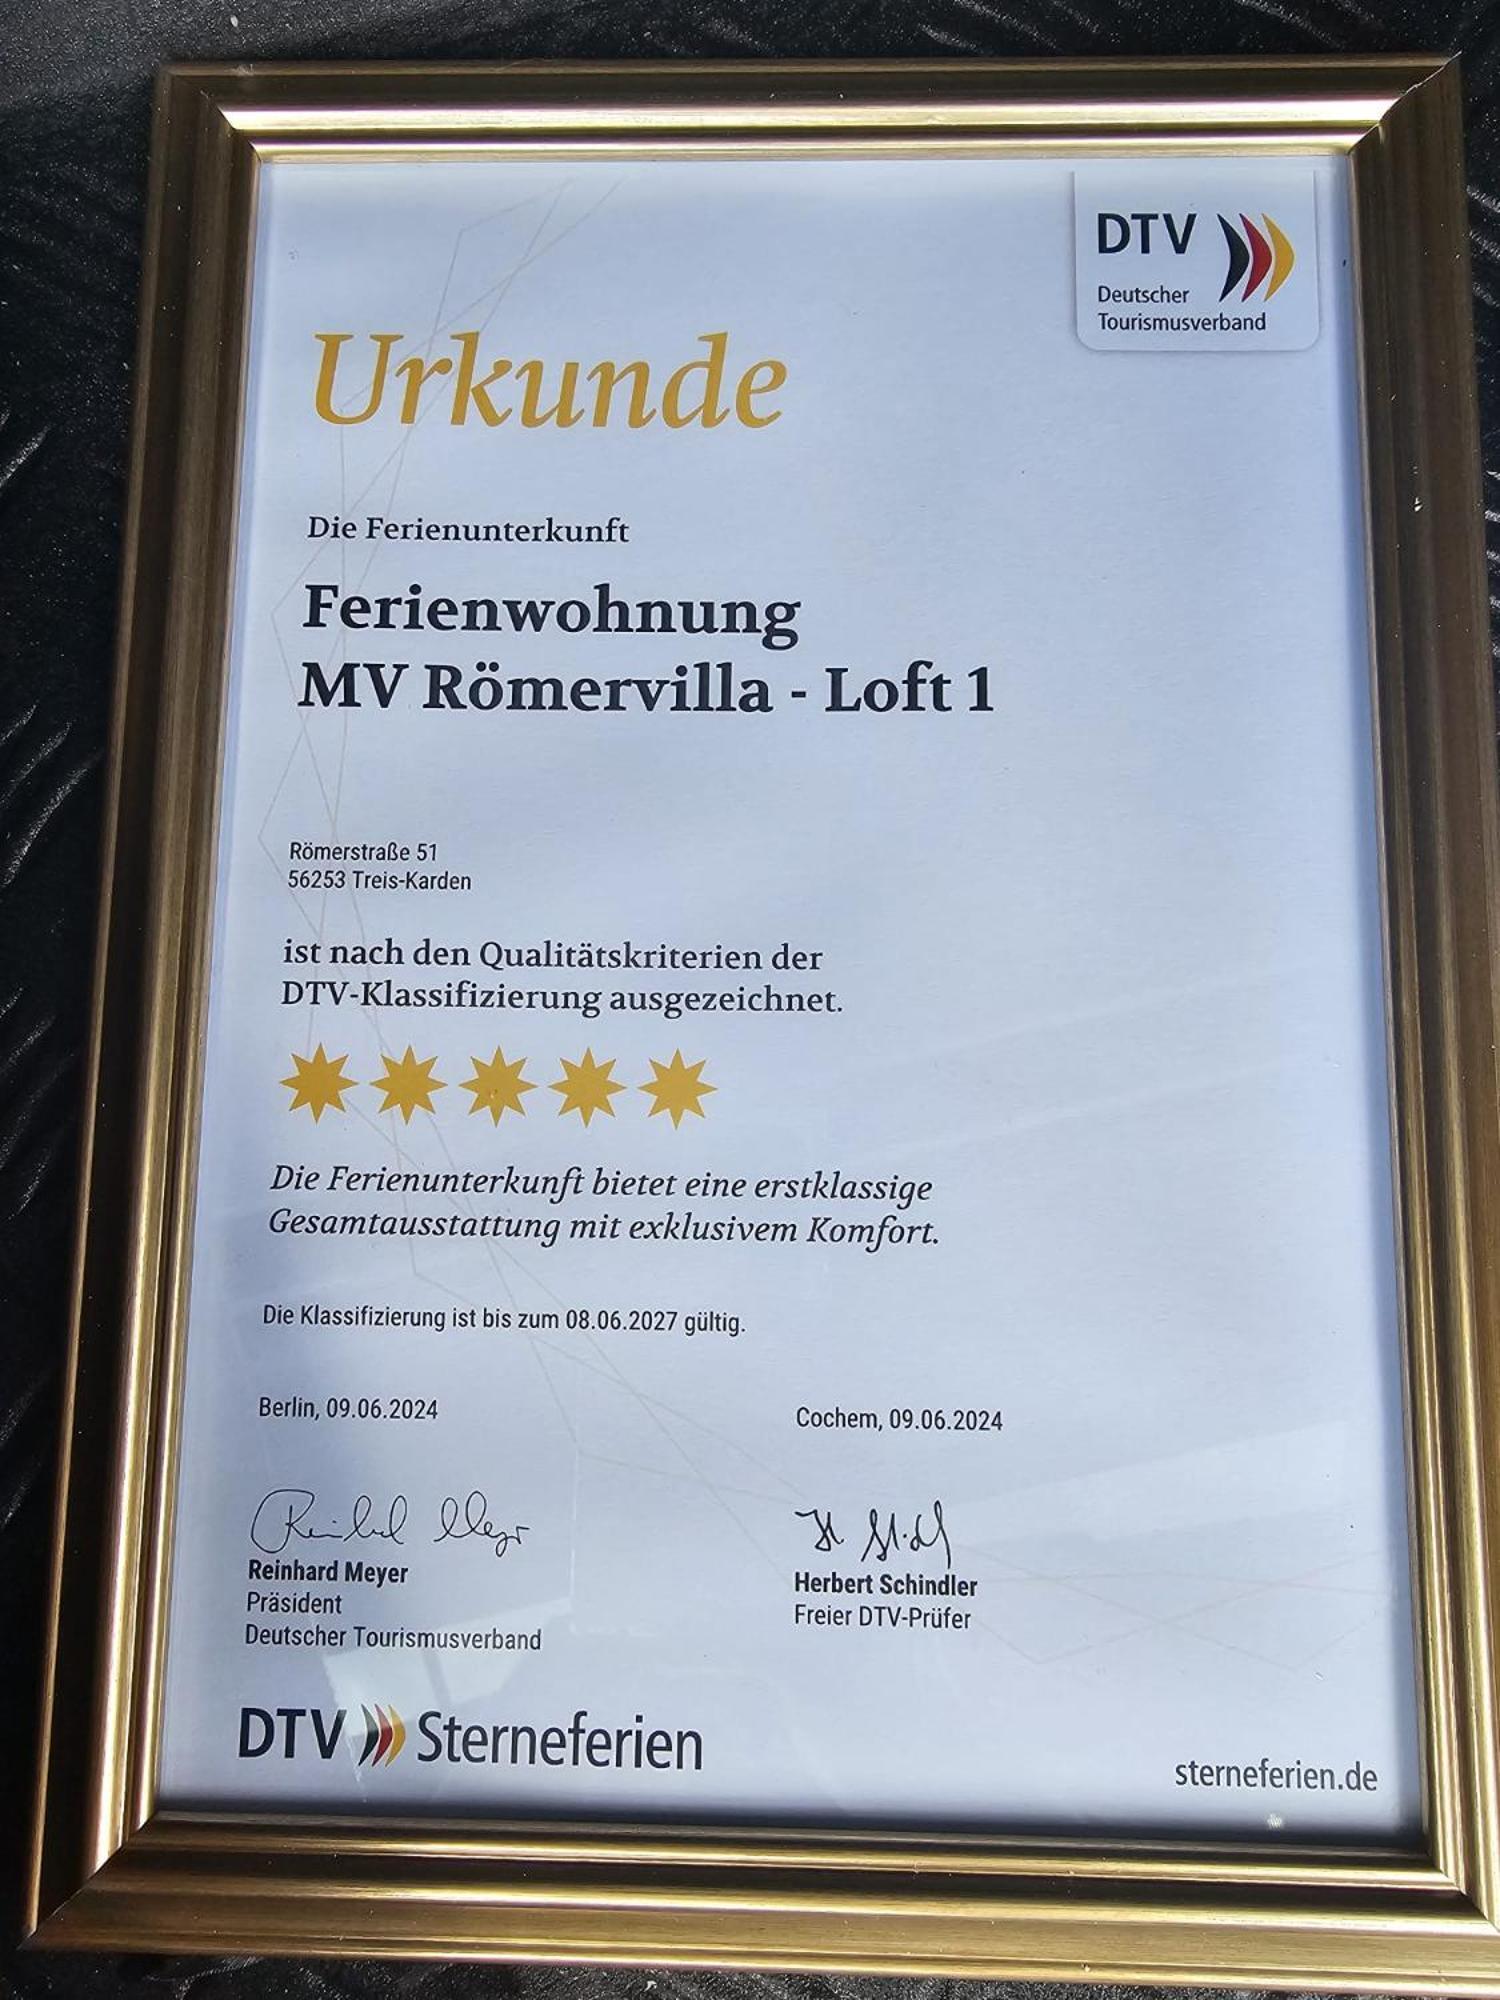 DTV
Deutscher
Tourismusverband
Urkunde
Die Ferienunterkunft
Ferienwohnung
MV Römervilla - Loft 1
Römerstraße 51
56253 Treis-Karden
ist nach den Qualitätskriterien der
DTV-Klassifizierung ausgezeichnet.
Die Ferienunterkunft bietet eine erstklassige
Gesamtausstattung mit exklusivem Komfort.
Die Klassifizierung ist bis zum 08.06.2027 gültig.
Berlin, 09.06.2024
Reinhard Meyer
Reinhard Meyer
Präsident
Deutscher Tourismusverband
Cochem, 09.06.2024
Herbert Schindler
Freier DTV-Prüfer
DTV Sterneferien
sterneferien.de